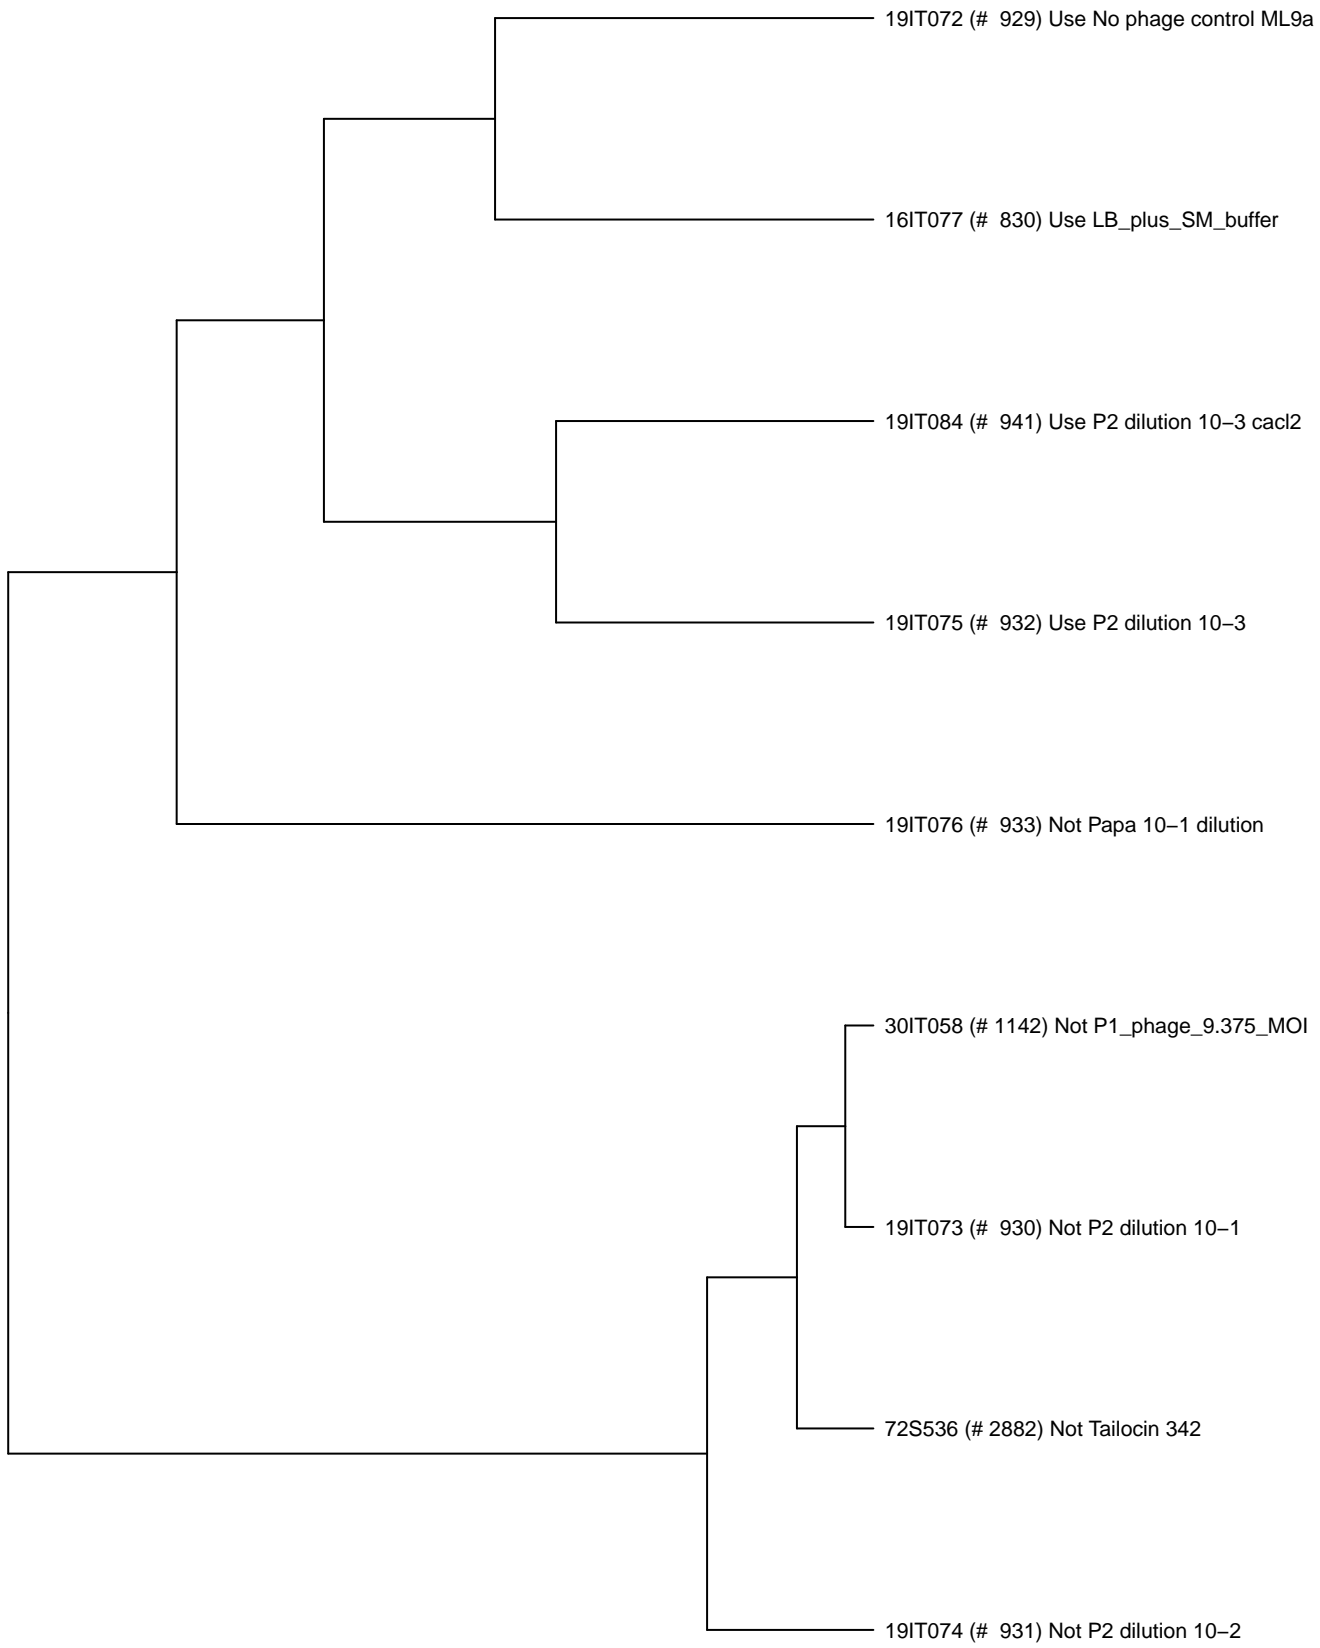 19IT072 (#  929) Use No phage control ML9a
16IT077 (#  830) Use LB_plus_SM_buffer
19IT084 (#  941) Use P2 dilution 10−3 cacl2
19IT075 (#  932) Use P2 dilution 10−3
19IT076 (#  933) Not Papa 10−1 dilution
30IT058 (# 1142) Not P1_phage_9.375_MOI
19IT073 (#  930) Not P2 dilution 10−1
72S536 (# 2882) Not Tailocin 342
19IT074 (#  931) Not P2 dilution 10−2